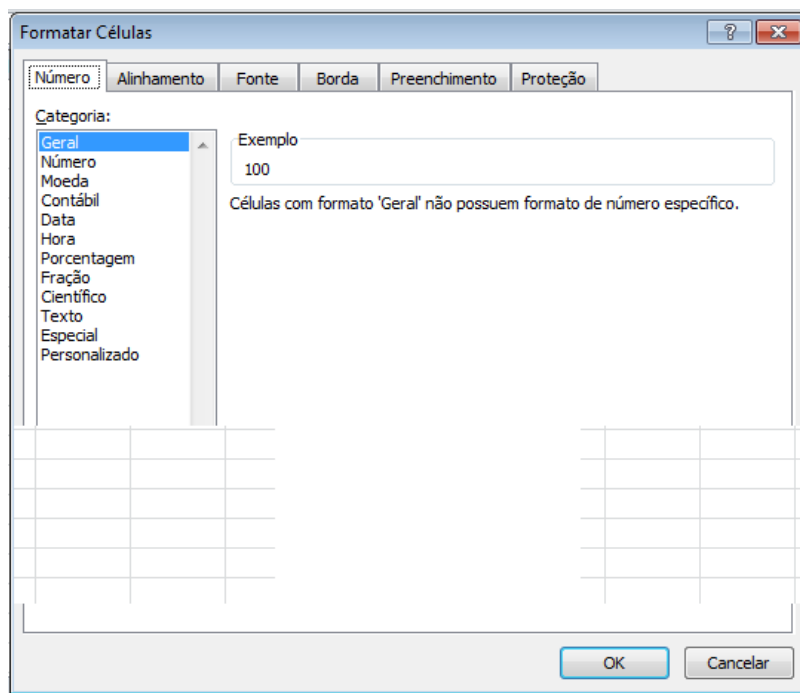 Formatar Células
Número Alinhamento Fonte Borda Preenchimento Proteção
Categoria:
Geral
Número
Moeda
Contábil
Data
Hora
Porcentagem
Fração
Científico
Texto
Especial
Personalizado
Exemplo
100
Células com formato 'Geral' não possuem formato de número específico.
OK Cancelar